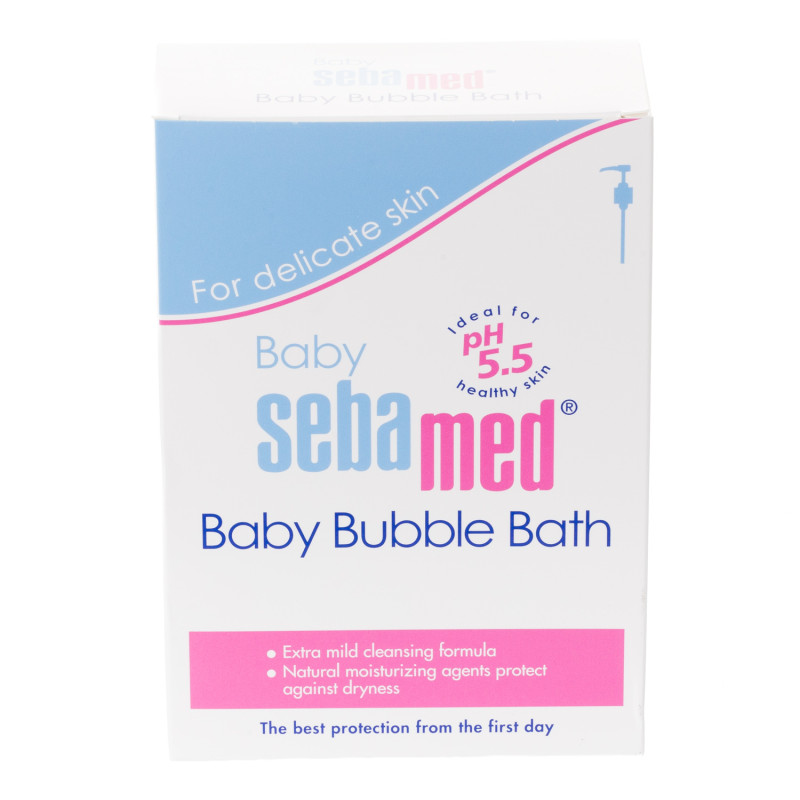 Baby
sebamed®
Baby Bubble Bath
For delicate skin
Ideal for
pH
5.5
healthy skin
Baby
sebamed®
Baby Bubble Bath
• Extra mild cleansing formula
• Natural moisturizing agents protect
against dryness
The best protection from the first day